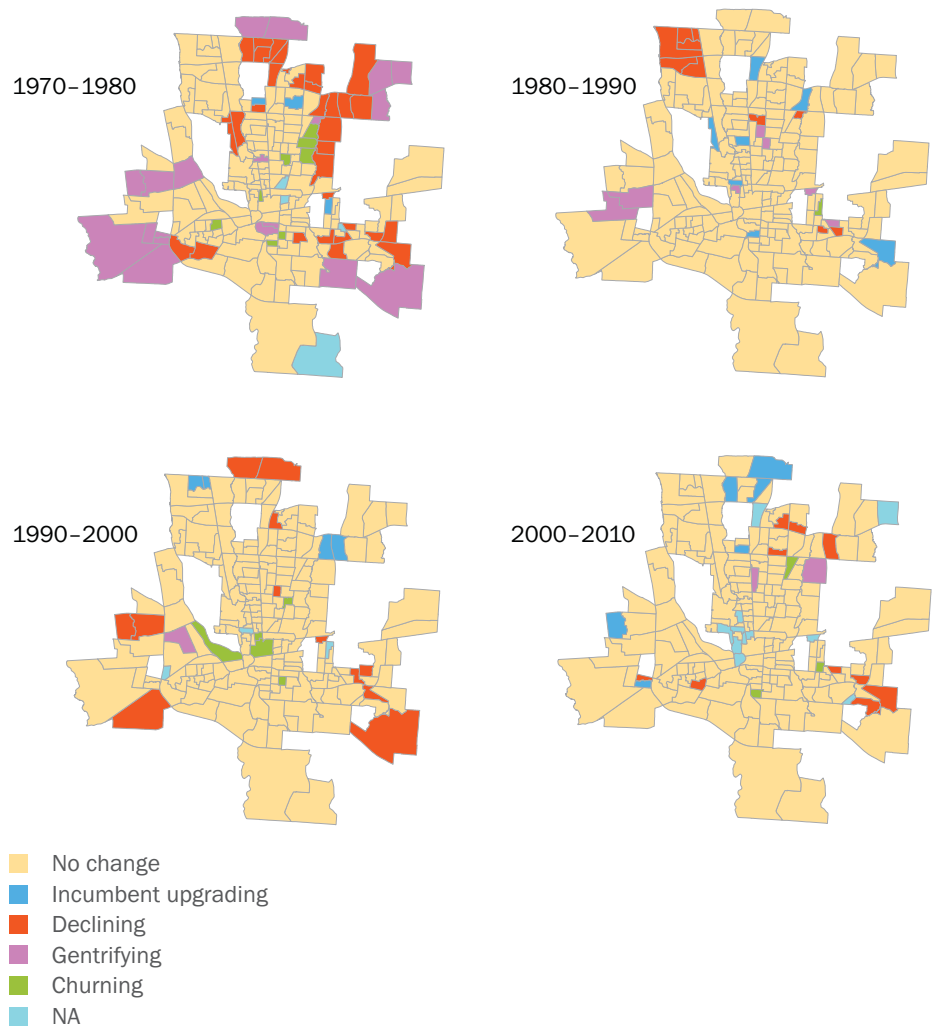 1970–1980
1980–1990
1990–2000
2000–2010
No change
Incumbent upgrading
Declining
Gentrifying
Churning
NA